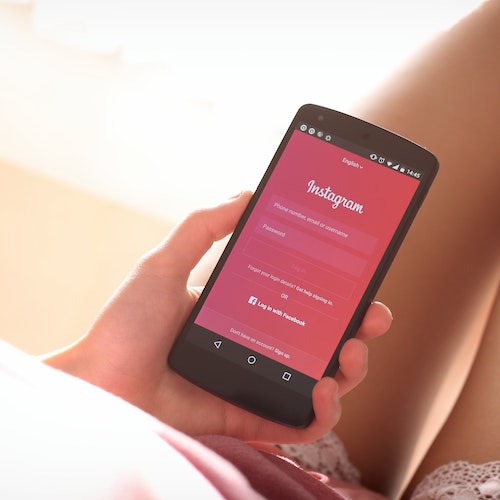 14:45
English
Instagram
Phone number, email or username
Password
Log In
Forgot your login details? Get help signing in.
OR
Log in with Facebook
Don't have an account? Sign up.